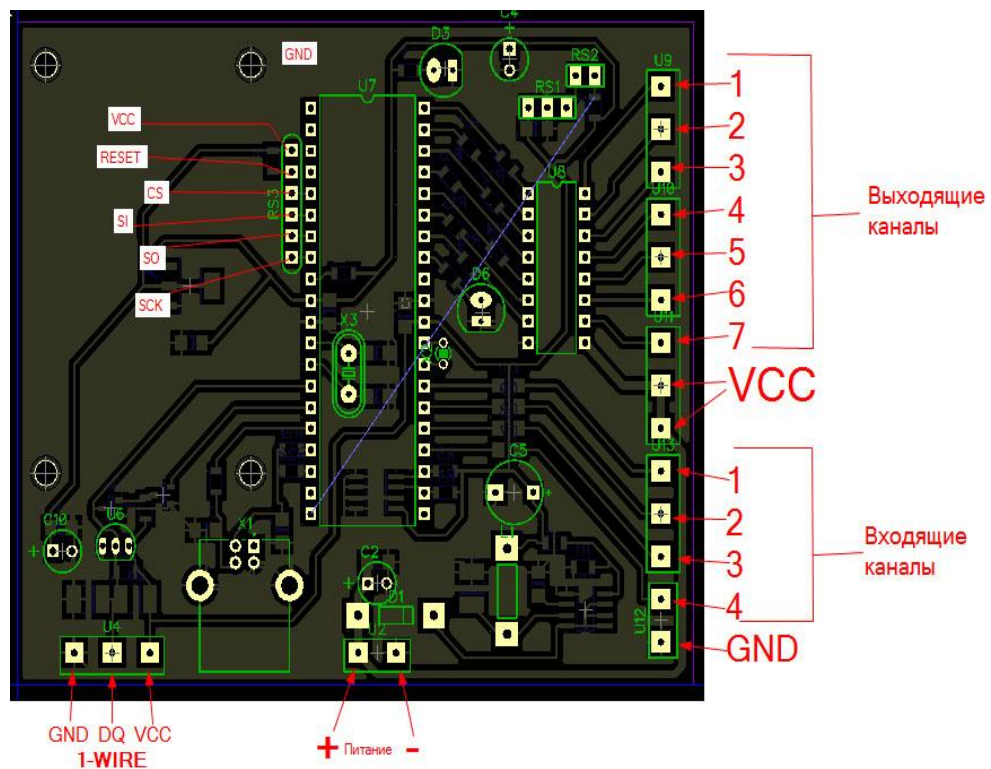 C4
D3
GND
RS2
U9
U7
RS1
1
VCC
2
RESET
3
U8
CS
RS3
U10
4
Выходящие
каналы
SI
5
SO
D6
6
SCK
X3
U11
7
VCC
U13
C5
1
2
C10
U6
X1
L1
Входящие
каналы
C2
3
D1
4
U4
U2
U12
GND
GND DQ VCC
1-WIRE
+ Питание -